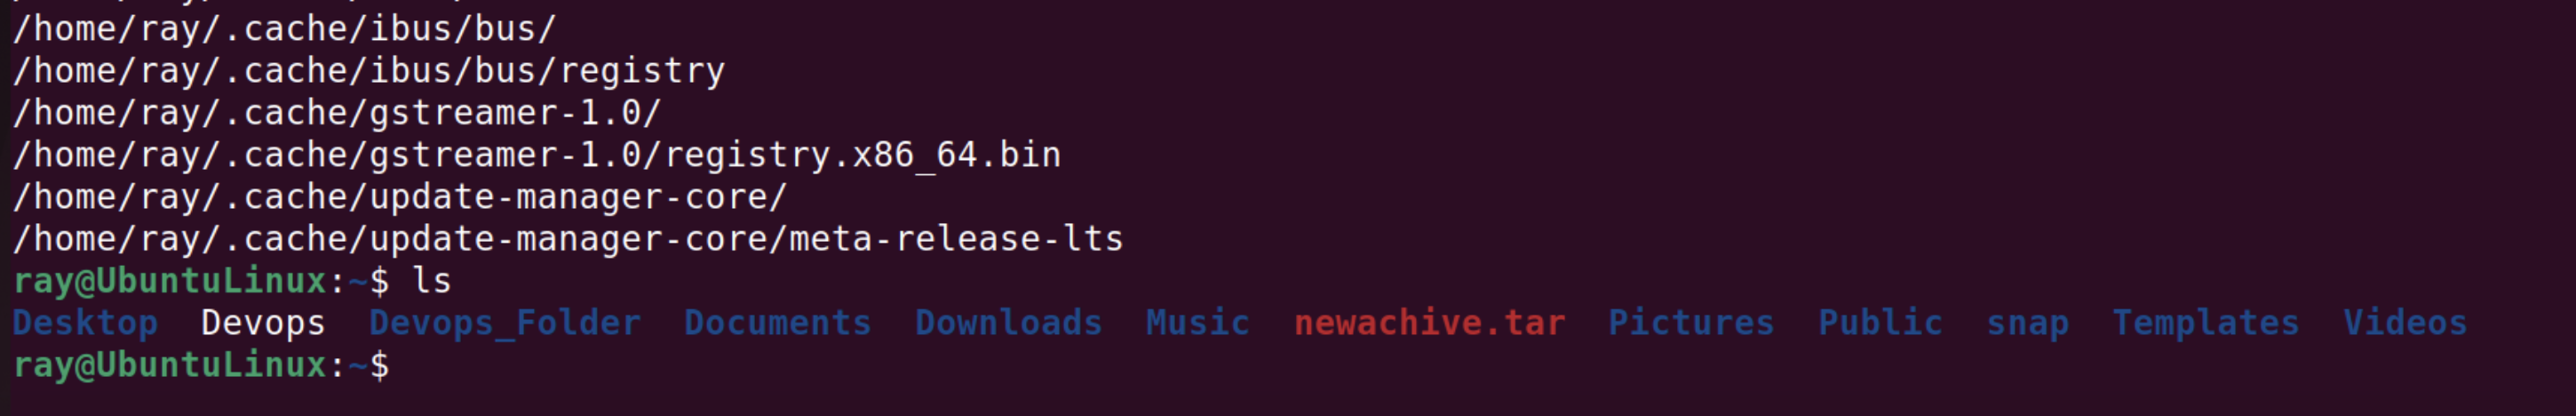 /home/ray/.cache/ibus/bus/
/home/ray/.cache/ibus/bus/registry
/home/ray/.cache/gstreamer-1.0/
/home/ray/.cache/gstreamer-1.0/registry.x86_64.bin
/home/ray/.cache/update-manager-core/
/home/ray/.cache/update-manager-core/meta-release-lts
ray@UbuntuLinux:~$ ls
Desktop  Devops  Devops_Folder  Documents  Downloads  Music  newachive.tar  Pictures  Public  snap  Templates  Videos
ray@UbuntuLinux:~$